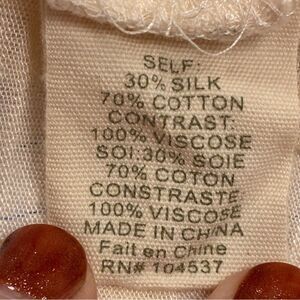 SELF:
30% SILK
70% COTTON
CONTRAST:
100% VISCOSE
SOI:30% SOIE
70% COTON
CONSTRASTE
100% VISCOSE
MADE IN CHINA
Fait en Chine
RN# 104537